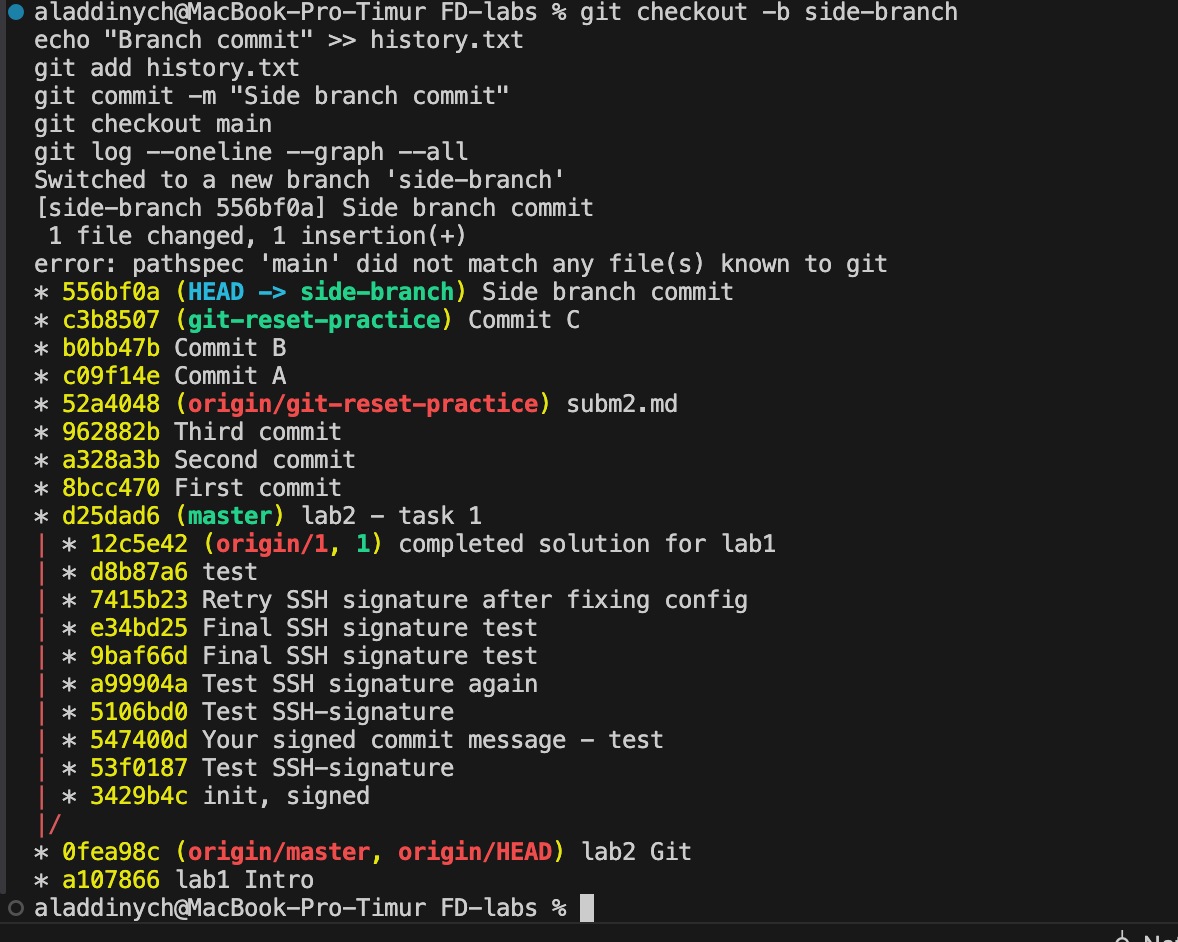 aladdinych@MacBook-Pro-Timur FD-labs % git checkout -b side-branch
echo "Branch commit" >> history.txt
git add history.txt
git commit -m "Side branch commit"
git checkout main
git log --oneline --graph --all
Switched to a new branch 'side-branch'
[side-branch 556bf0a] Side branch commit
 1 file changed, 1 insertion(+)
error: pathspec 'main' did not match any file(s) known to git
* 556bf0a (HEAD -> side-branch) Side branch commit
* c3b8507 (git-reset-practice) Commit C
* b0bb47b Commit B
* c09f14e Commit A
* 52a4048 (origin/git-reset-practice) subm2.md
* 962882b Third commit
* a328a3b Second commit
* 8bcc470 First commit
* d25dad6 (master) lab2 - task 1
| * 12c5e42 (origin/1, 1) completed solution for lab1
| * d8b87a6 test
| * 7415b23 Retry SSH signature after fixing config
| * e34bd25 Final SSH signature test
| * 9baf66d Final SSH signature test
| * a99904a Test SSH signature again
| * 5106bd0 Test SSH-signature
| * 547400d Your signed commit message - test
| * 53f0187 Test SSH-signature
| * 3429b4c init, signed
|/
* 0fea98c (origin/master, origin/HEAD) lab2 Git
* a107866 lab1 Intro
aladdinych@MacBook-Pro-Timur FD-labs %